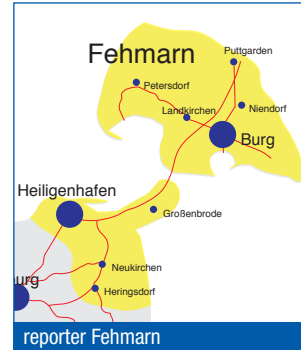 Fehmarn
Puttgarden
Petersdorf
Niendorf
Landkirchen
Burg
Heiligenhafen
Großenbrode
Neukirchen
urg
Heringsdorf
reporter Fehmarn